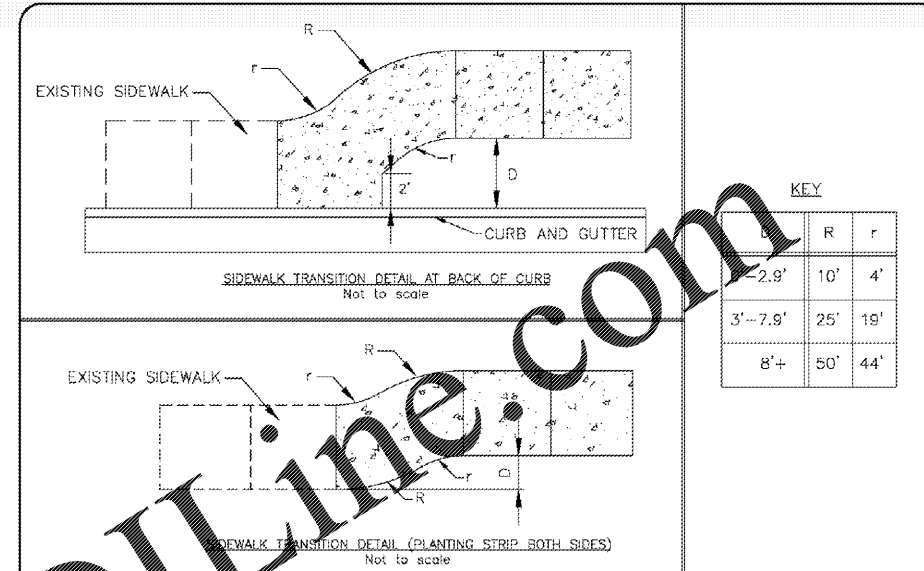 R
r
EXISTING SIDEWALK
r
D
2'
CURB AND GUTTER
SIDEWALK TRANSITION DETAIL AT BACK OF CURB
Not to scale
KEY
D R r
-2.9' 10' 4'
3'-7.9' 25' 19'
8'+ 50' 44'
R
EXISTING SIDEWALK
r
D
r
R
SIDEWALK TRANSITION DETAIL (PLANTING STRIP BOTH SIDES)
Not to scale
Line.com